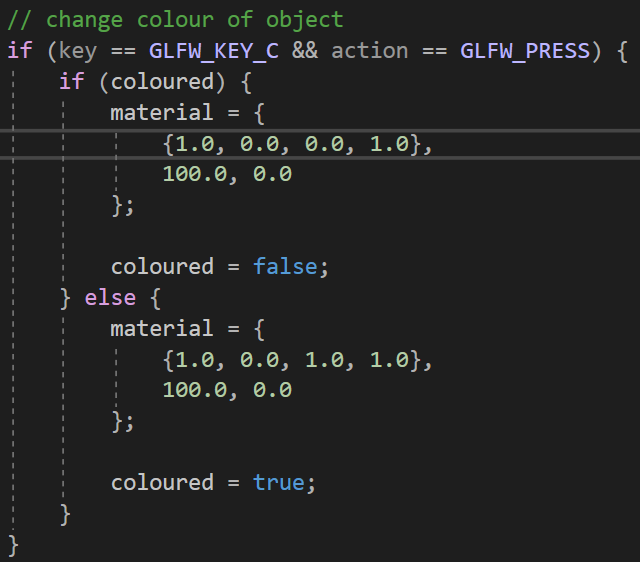 // change colour of object
if (key == GLFW_KEY_C && action == GLFW_PRESS) {
    if (coloured) {
        material = {
            {1.0, 0.0, 0.0, 1.0},
            100.0, 0.0
        };

        coloured = false;
    } else {
        material = {
            {1.0, 0.0, 1.0, 1.0},
            100.0, 0.0
        };

        coloured = true;
    }
}